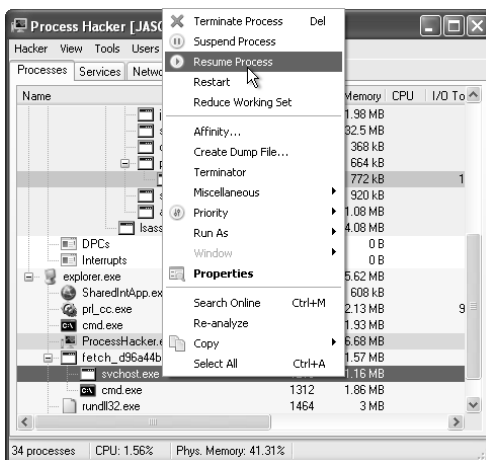 Process Hacker [JASO
Hacker View Tools Users
Processes Services Netwo
Name Memory CPU I/O To
Terminate Process Del
Suspend Process
Resume Process
Restart
Reduce Working Set
Affinity...
Create Dump File...
Terminator
Miscellaneous
Priority
Run As
Window
Properties
Search Online Ctrl+M
Re-analyze
Copy
Select All Ctrl+A
1.98 MB
32.5 MB
368 kB
664 kB
772 kB 1
920 kB
1.08 MB
lsass 4.08 MB
DPCs 0 B
Interrupts 0 B
explorer.exe 5.62 MB
SharedIntApp.ex 608 kB
prl_cc.exe 2.13 MB 9
cmd.exe 1.93 MB
ProcessHacker.e 6.68 MB
fetch_d96a44b 1.57 MB
svchost.exe 1.16 MB
cmd.exe 1312 1.86 MB
rundll32.exe 1464 3 MB
34 processes CPU: 1.56% Phys. Memory: 41.31%